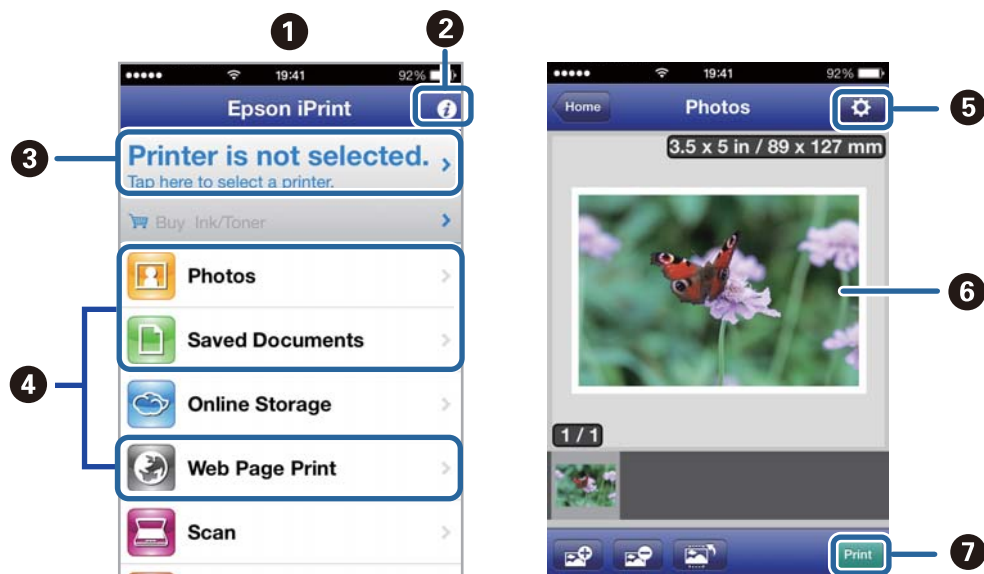 1
2
19:41
92%
Epson iPrint
3
Printer is not selected.
Tap here to select a printer.
Buy Ink/Toner
Photos
Saved Documents
4
Online Storage
Web Page Print
Scan
19:41
92%
Home
Photos
5
3.5 x 5 in / 89 x 127 mm
6
1 / 1
Print
7